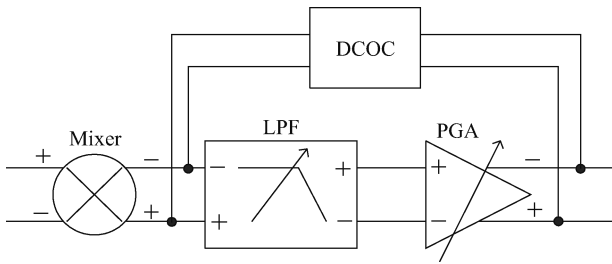 DCOC
Mixer
LPF
PGA
+ − − + + −
− + + − − +